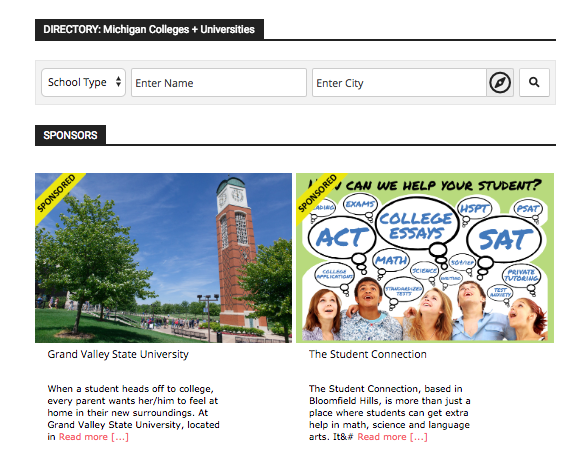 DIRECTORY: Michigan Colleges + Universities
School Type
Enter Name
Enter City
SPONSORS
SPONSORED
SPONSORED
CAN WE HELP YOUR STUDENT?
EXAMS
COLLEGE
ESSAYS
HSPT
PSAT
ACT
SAT
MATH
SCIENCE
504/IEP
WRITING
COLLEGE
APPLICATIONS
STANDARDIZED
TESTS
PRIVATE
TUTORING
TEST
ANXIETY
Grand Valley State University
The Student Connection
When a student heads off to college,
every parent wants her/him to feel at
home in their new surroundings. At
Grand Valley State University, located
in Read more [...]
The Student Connection, based in
Bloomfield Hills, is more than just a
place where students can get extra
help in math, science and language
arts. It&# Read more [...]